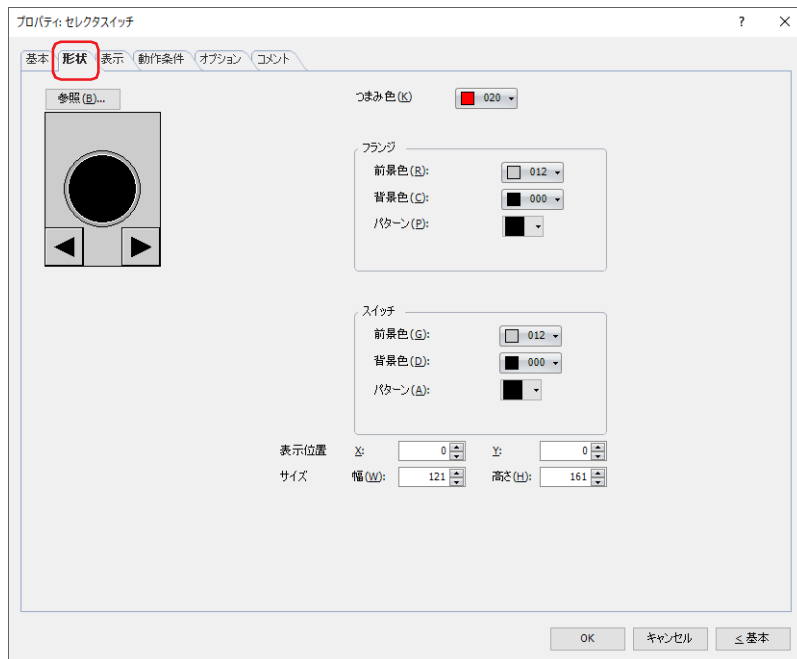 プロパティ: セレクタスイッチ ?
基本 形状 表示 動作条件 オプション コメント
参照(B)...
つまみ色(K) 020
フランジ
前景色(R): 012
背景色(C): 000
パターン(P):
スイッチ
前景色(G): 012
背景色(D): 000
パターン(A):
表示位置 X: 0 Y: 0
サイズ 幅(W): 121 高さ(H): 161
OK キャンセル <基本